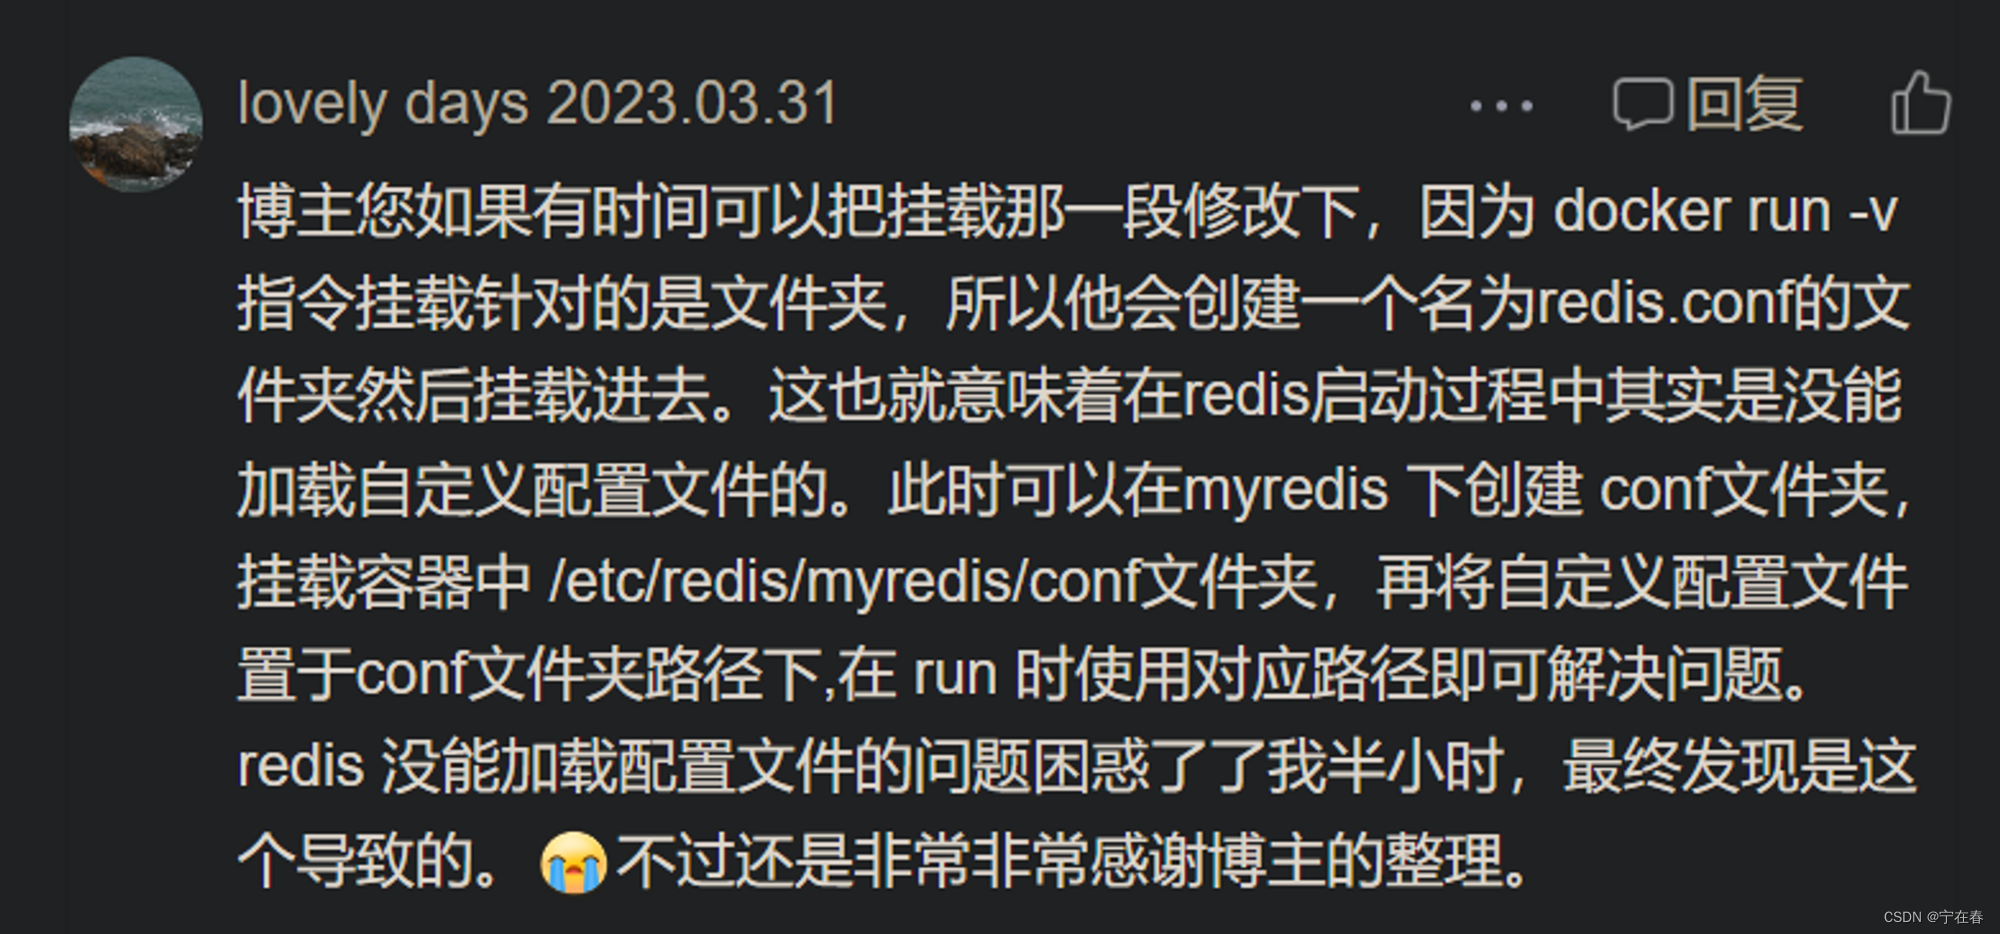 lovely days 2023.03.31
··· 回复
博主您如果有时间可以把挂载那一段修改下，因为 docker run -v
指令挂载针对的是文件夹，所以他会创建一个名为redis.conf的文
件夹然后挂载进去。这也就意味着在redis启动过程中其实是没能
加载自定义配置文件的。此时可以在myredis 下创建 conf文件夹，
挂载容器中 /etc/redis/myredis/conf文件夹，再将自定义配置文件
置于conf文件夹路径下,在 run 时使用对应路径即可解决问题。
redis 没能加载配置文件的问题困惑了了我半小时，最终发现是这
个导致的。😭不过还是非常非常感谢博主的整理。
CSDN @宁在春